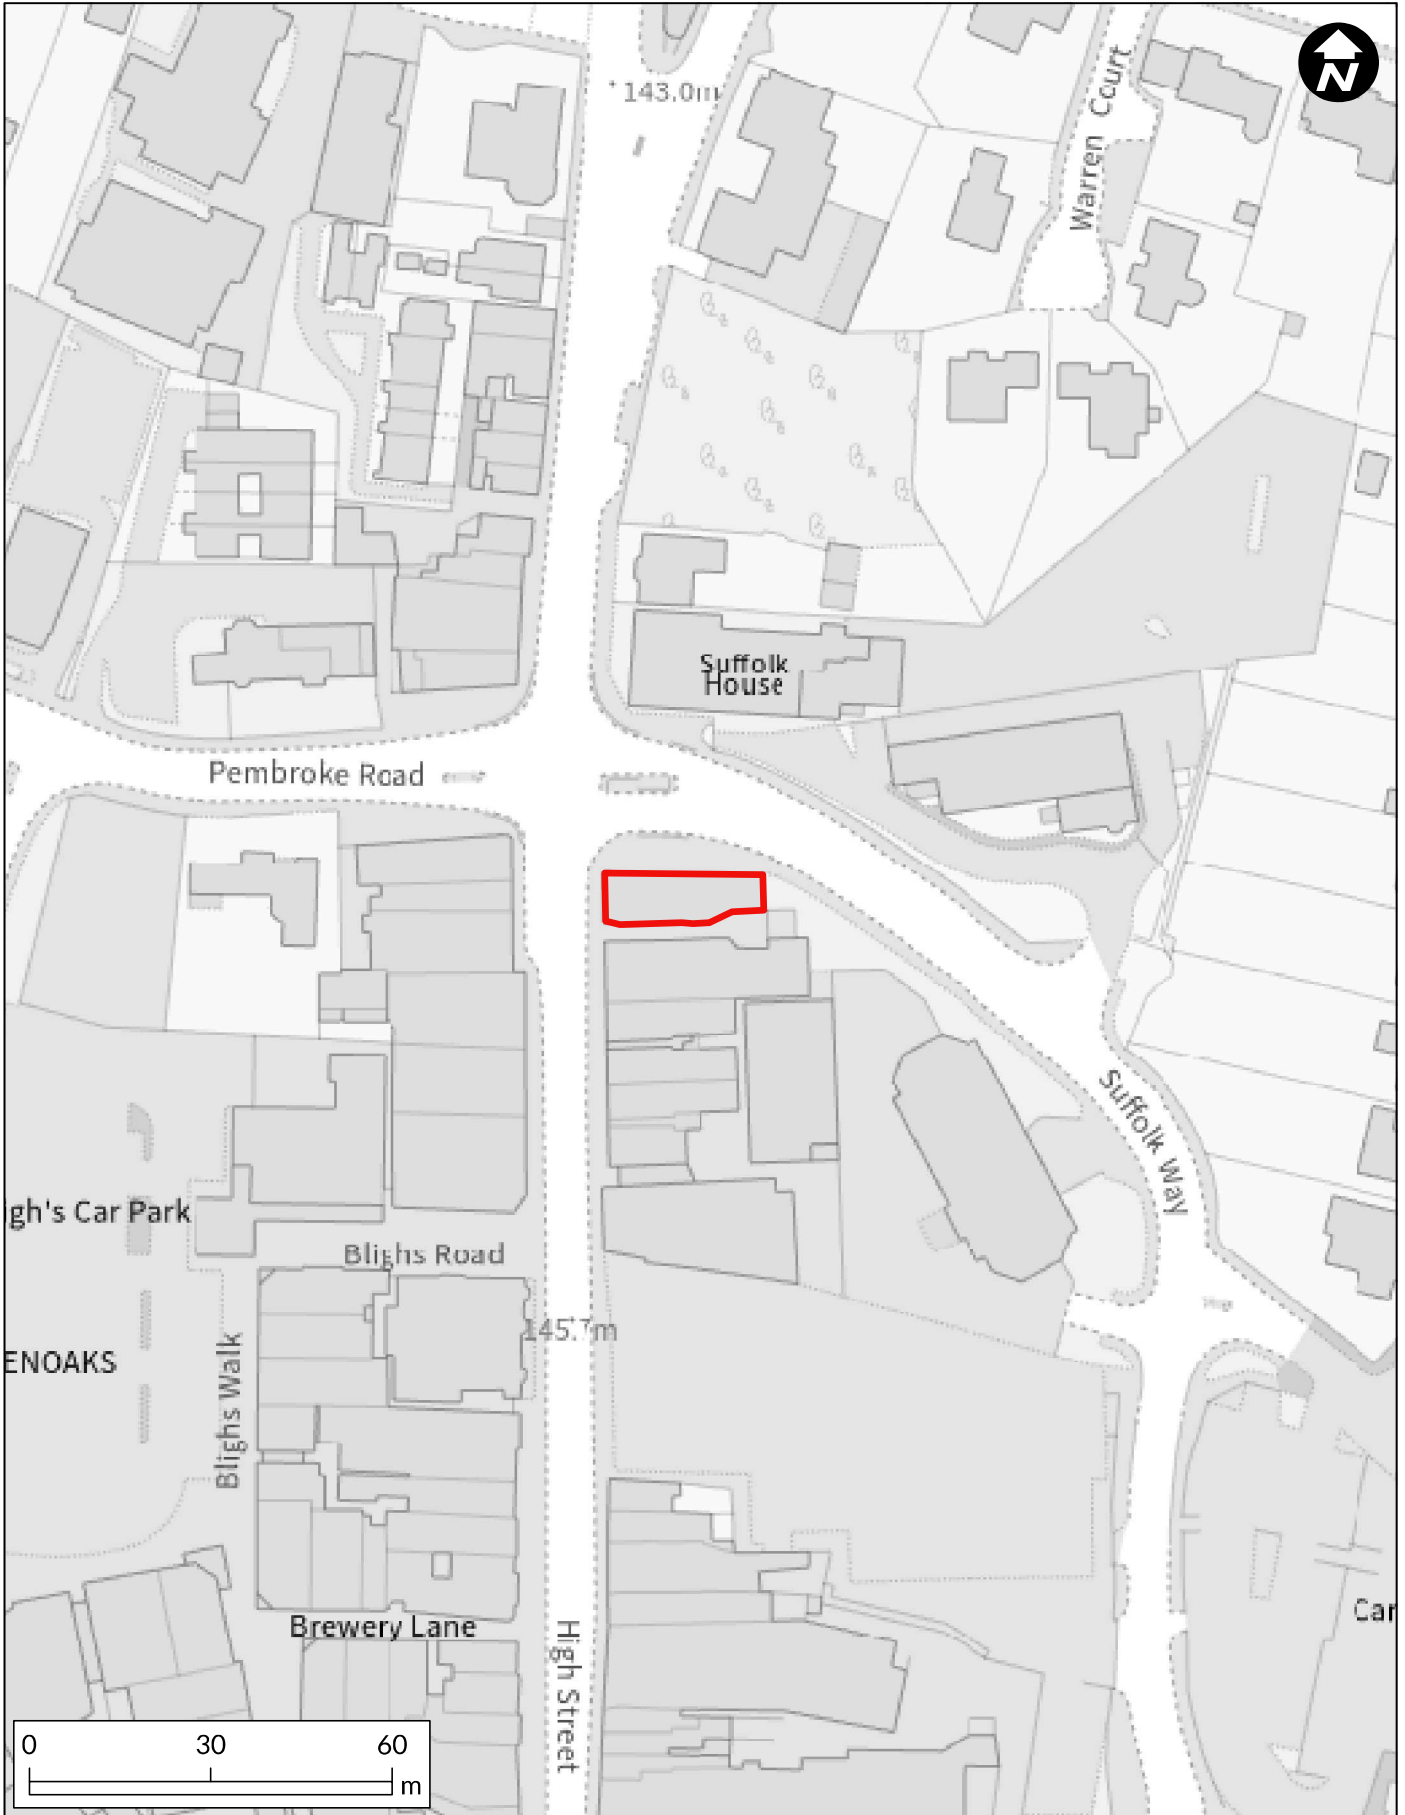 N
143.0m
Warren Court
Suffolk
House
Pembroke Road
Suffolk Way
igh's Car Park
Blighs Road
145.7m
ENOAKS
Blighs Walk
Car
Brewery Lane
High Street
0 30 60
m